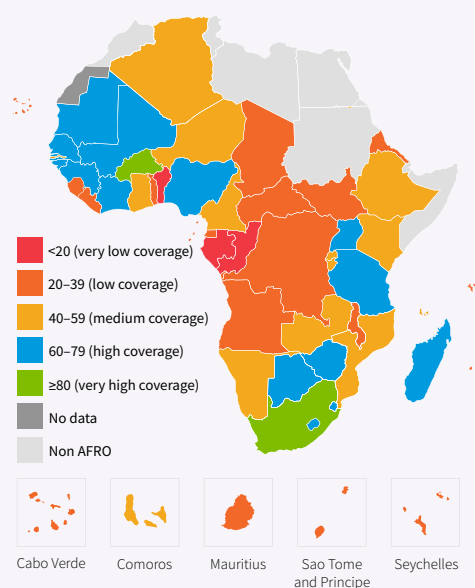 <20 (very low coverage)
20–39 (low coverage)
40–59 (medium coverage)
60–79 (high coverage)
≥80 (very high coverage)
No data
Non AFRO
Cabo Verde
Comoros
Mauritius
Sao Tome
and Principe
Seychelles